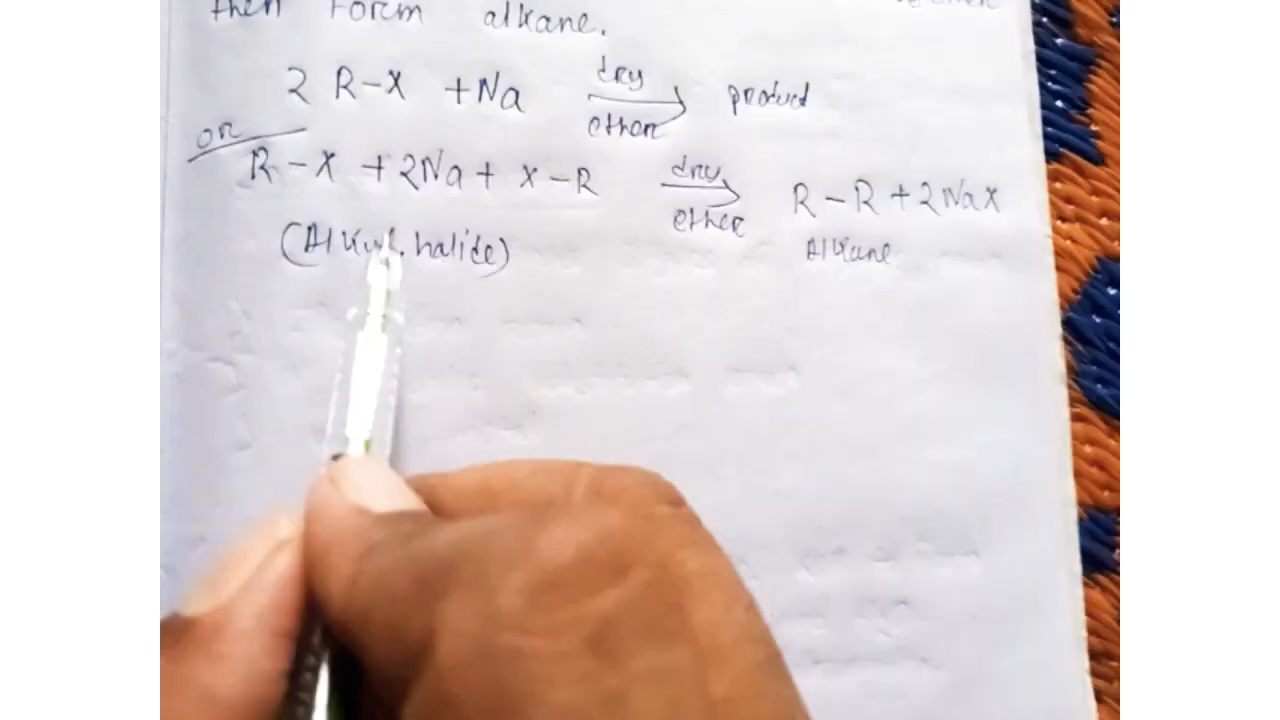 then form alkane.
2 R-X + Na dry ether product
or
R - X + 2Na + X - R dry ether R - R + 2NaX
(Alkyl halide) Alkane